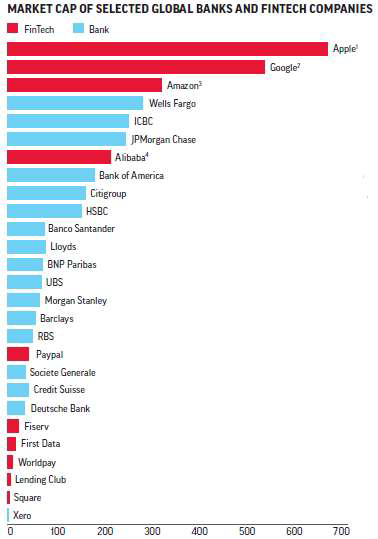 MARKET CAP OF SELECTED GLOBAL BANKS AND FINTECH COMPANIES
FinTech Bank
Apple¹
Google²
Amazon³
Wells Fargo
ICBC
JPMorgan Chase
Alibaba⁴
Bank of America
Citigroup
HSBC
Banco Santander
Lloyds
BNP Paribas
UBS
Morgan Stanley
Barclays
RBS
Paypal
Societe Generale
Credit Suisse
Deutsche Bank
Fiserv
First Data
Worldpay
Lending Club
Square
Xero
0 100 200 300 400 500 600 700